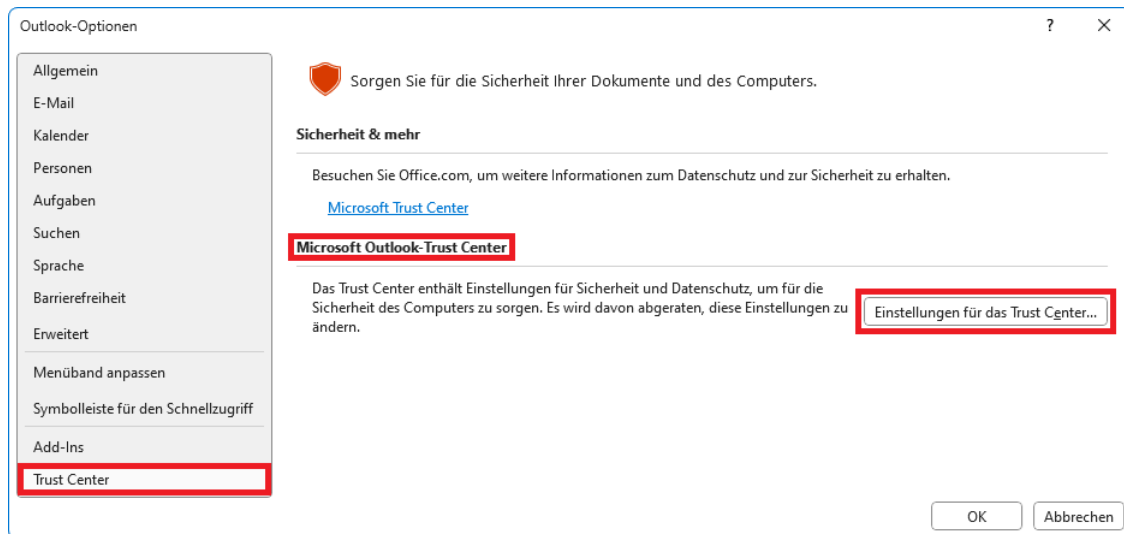 Outlook-Optionen
?
Allgemein
E-Mail
Kalender
Personen
Aufgaben
Suchen
Sprache
Barrierefreiheit
Erweitert
Menüband anpassen
Symbolleiste für den Schnellzugriff
Add-Ins
Trust Center
Sorgen Sie für die Sicherheit Ihrer Dokumente und des Computers.
Sicherheit & mehr
Besuchen Sie Office.com, um weitere Informationen zum Datenschutz und zur Sicherheit zu erhalten.
Microsoft Trust Center
Microsoft Outlook-Trust Center
Das Trust Center enthält Einstellungen für Sicherheit und Datenschutz, um für die
Sicherheit des Computers zu sorgen. Es wird davon abgeraten, diese Einstellungen zu
ändern.
Einstellungen für das Trust Center...
OK
Abbrechen